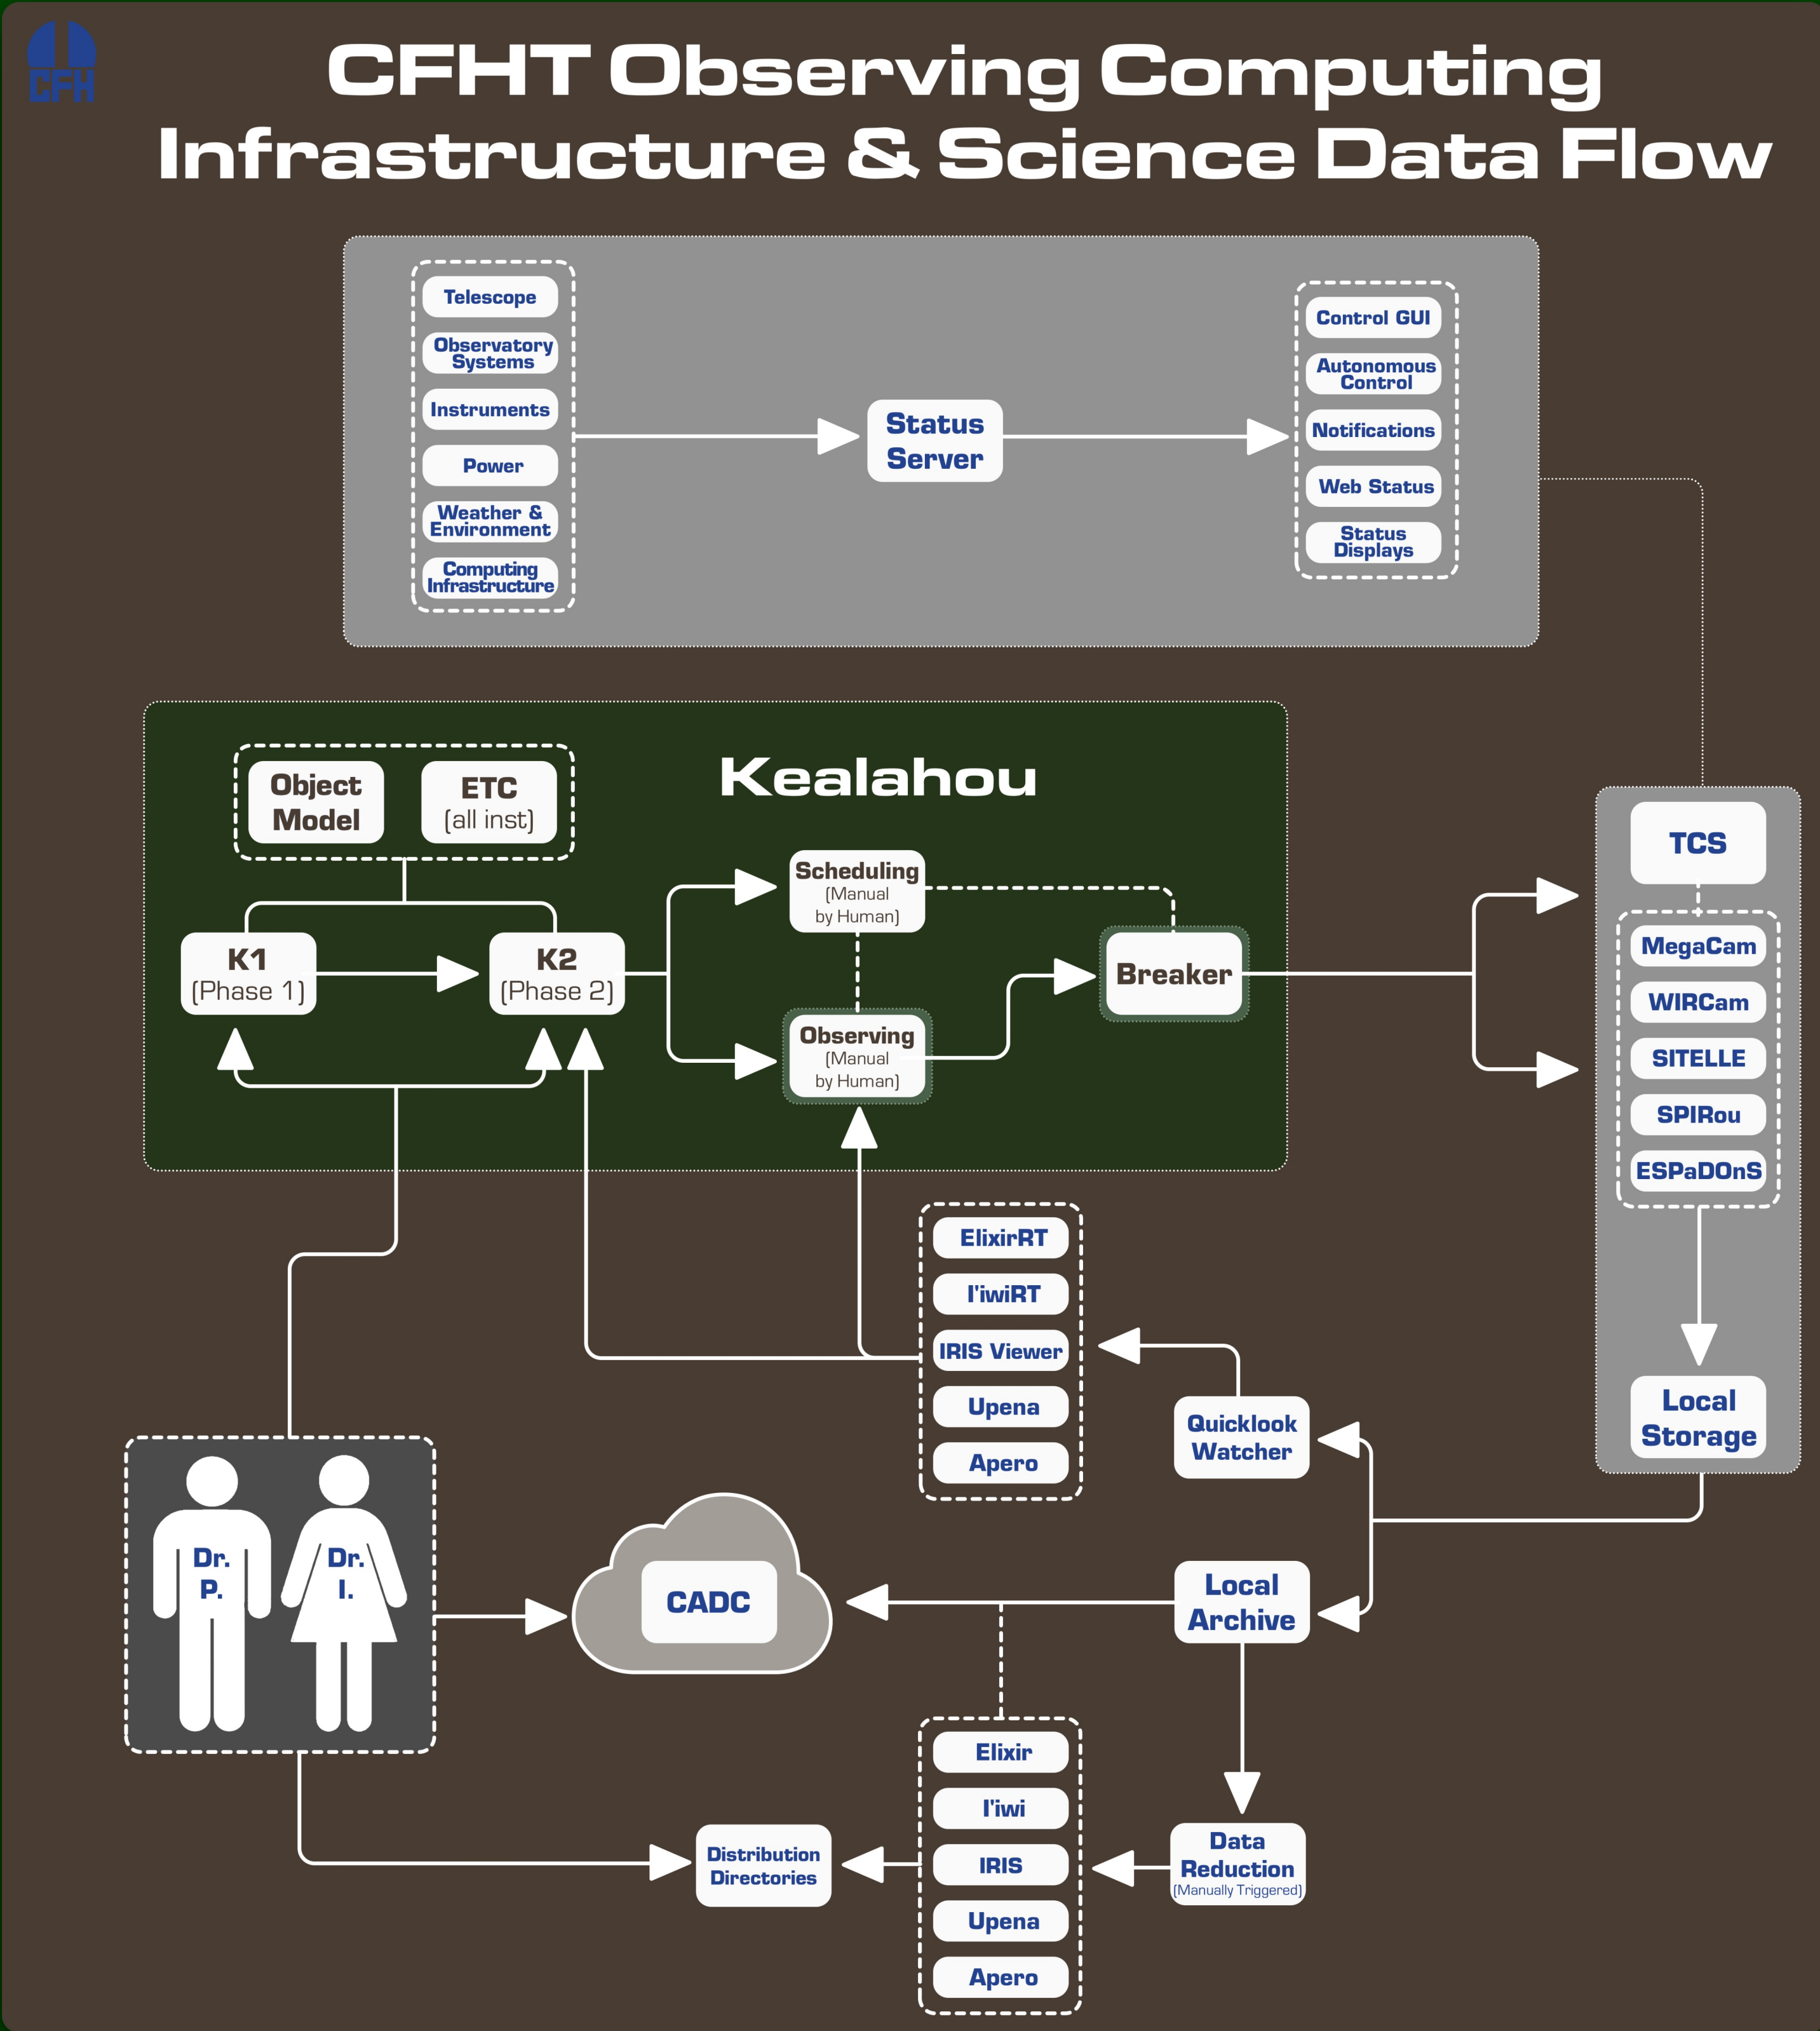 CFH
CFHT Observing Computing
Infrastructure & Science Data Flow
Telescope
Observatory
Systems
Instruments
Power
Weather &
Environment
Computing
Infrastructure
Status
Server
Control GUI
Autonomous
Control
Notifications
Web Status
Status
Displays
Kealahou
Object
Model
ETC
(all inst)
K1
(Phase 1)
K2
(Phase 2)
Scheduling
(Manual
by Human)
Observing
(Manual
by Human)
Breaker
TCS
MegaCam
WIRCam
SITELLE
SPIRou
ESPaDOnS
Local
Storage
ElixirRT
I'iwiRT
IRIS Viewer
Upena
Apero
Quicklook
Watcher
Dr.
P.
Dr.
I.
CADC
Local
Archive
Elixir
I'iwi
IRIS
Upena
Apero
Distribution
Directories
Data
Reduction
(Manually Triggered)